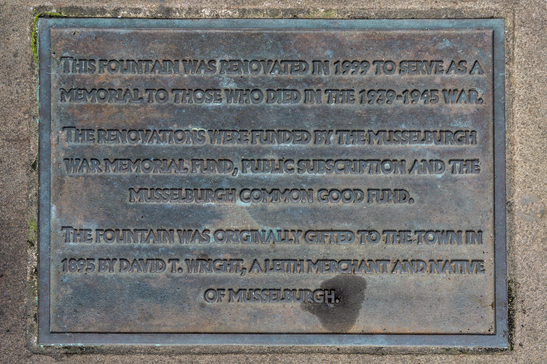 THIS FOUNTAIN WAS RENOVATED IN 1999 TO SERVE AS A
MEMORIAL TO THOSE WHO DIED IN THE 1939-1945 WAR.
THE RENOVATIONS WERE FUNDED BY THE MUSSELBURGH
WAR MEMORIAL FUND, PUBLIC SUBSCRIPTION AND THE
MUSSELBURGH COMMON GOOD FUND.
THE FOUNTAIN WAS ORIGINALLY GIFTED TO THE TOWN IN
1895 BY DAVID T. WRIGHT, A LEITH MERCHANT AND NATIVE
OF MUSSELBURGH.